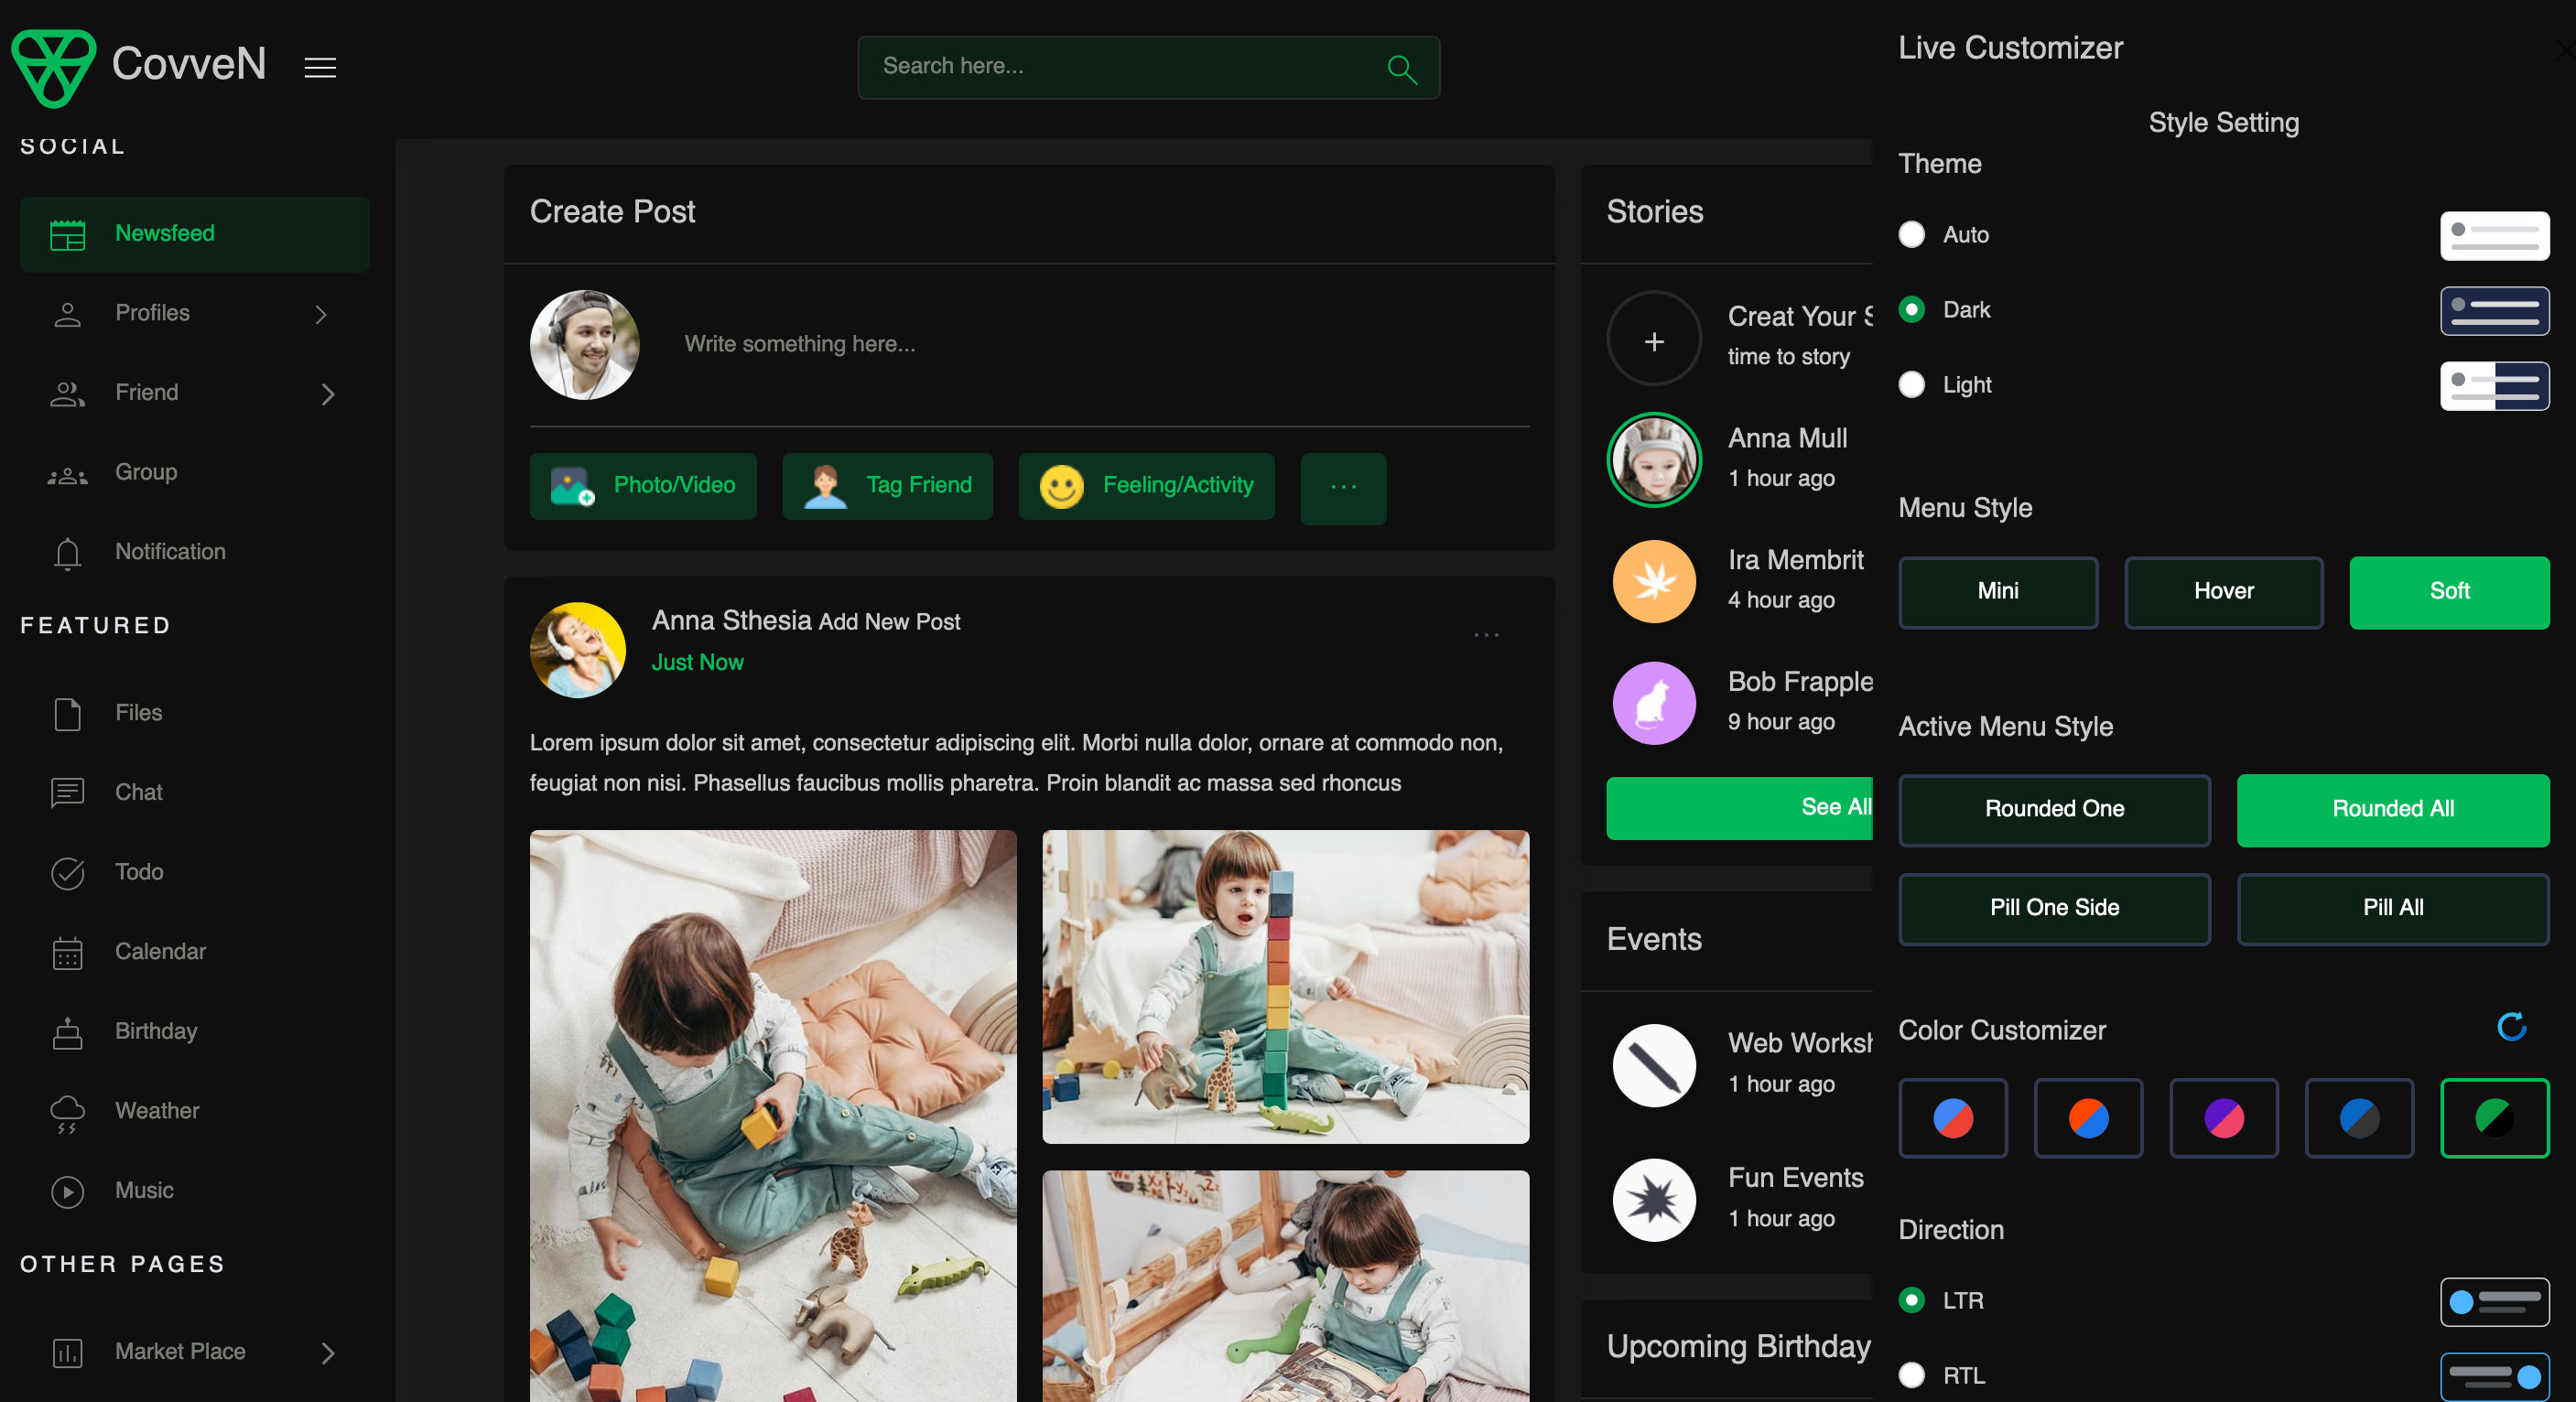 CovveN
Search here...
SOCIAL
Newsfeed
Profiles
Friend
Group
Notification
FEATURED
Files
Chat
Todo
Calendar
Birthday
Weather
Music
OTHER PAGES
Market Place
Create Post
Write something here...
Photo/Video
Tag Friend
Feeling/Activity
Anna Sthesia Add New Post
Just Now
Lorem ipsum dolor sit amet, consectetur adipiscing elit. Morbi nulla dolor, ornare at commodo non,
feugiat non nisi. Phasellus faucibus mollis pharetra. Proin blandit ac massa sed rhoncus
Stories
Creat Your S
time to story
Anna Mull
1 hour ago
Ira Membrit
4 hour ago
Bob Frapple
9 hour ago
See All
Events
Web Worksh
1 hour ago
Fun Events
1 hour ago
Upcoming Birthday
Live Customizer
Style Setting
Theme
Auto
Dark
Light
Menu Style
Mini
Hover
Soft
Active Menu Style
Rounded One
Rounded All
Pill One Side
Pill All
Color Customizer
Direction
LTR
RTL